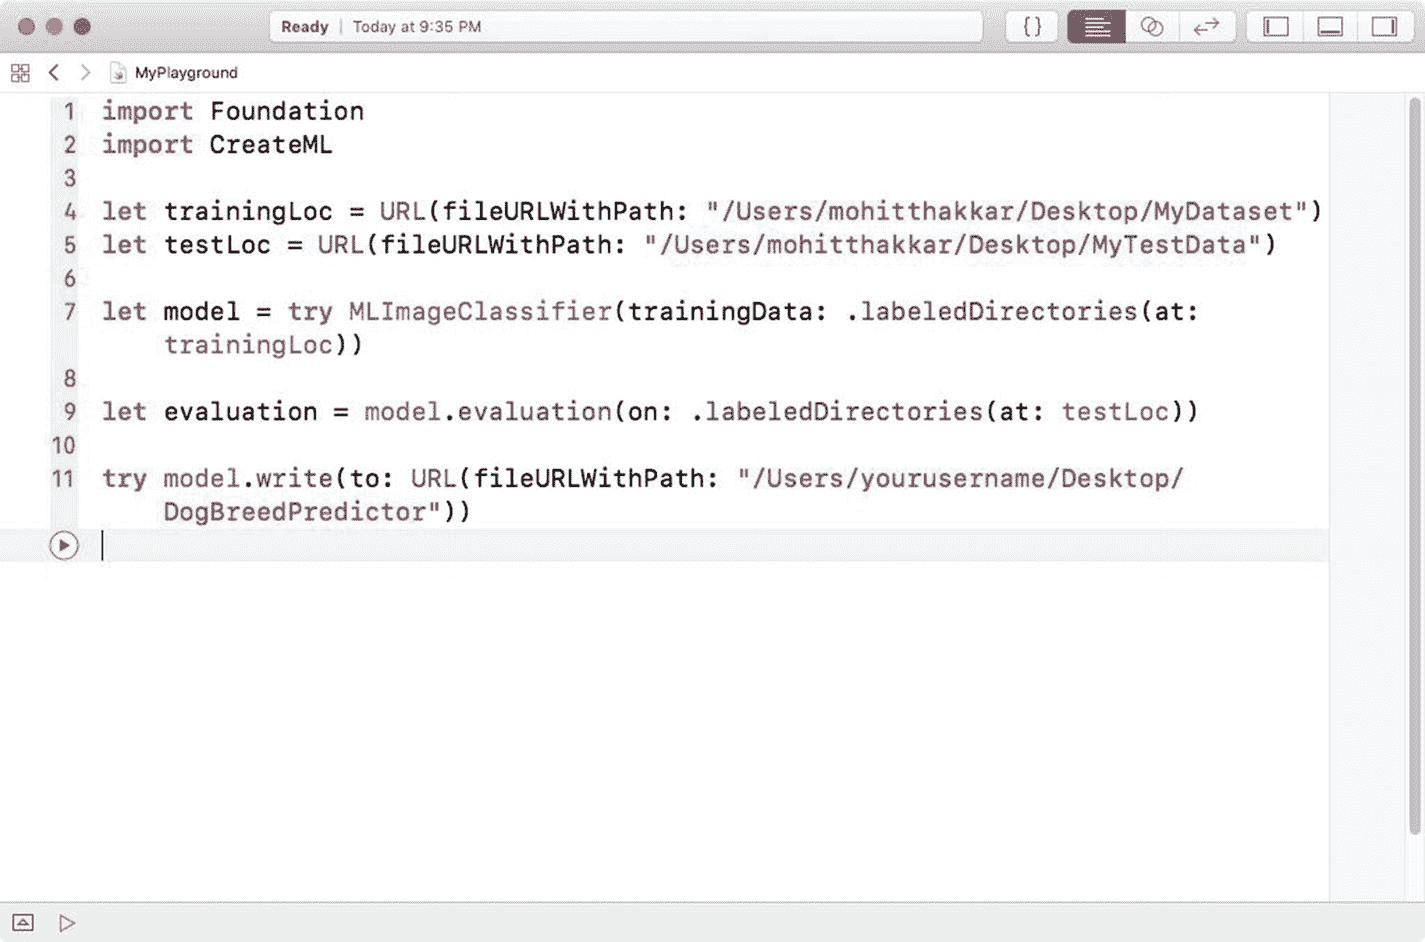 Ready | Today at 9:35 PM
{}
MyPlayground
1 import Foundation
2 import CreateML
3
4 let trainingLoc = URL(fileURLWithPath: "/Users/mohitthakkar/Desktop/MyDataset")
5 let testLoc = URL(fileURLWithPath: "/Users/mohitthakkar/Desktop/MyTestData")
6
7 let model = try MLImageClassifier(trainingData: .labeledDirectories(at:
trainingLoc))
8
9 let evaluation = model.evaluation(on: .labeledDirectories(at: testLoc))
10
11 try model.write(to: URL(fileURLWithPath: "/Users/yourusername/Desktop/
DogBreedPredictor"))